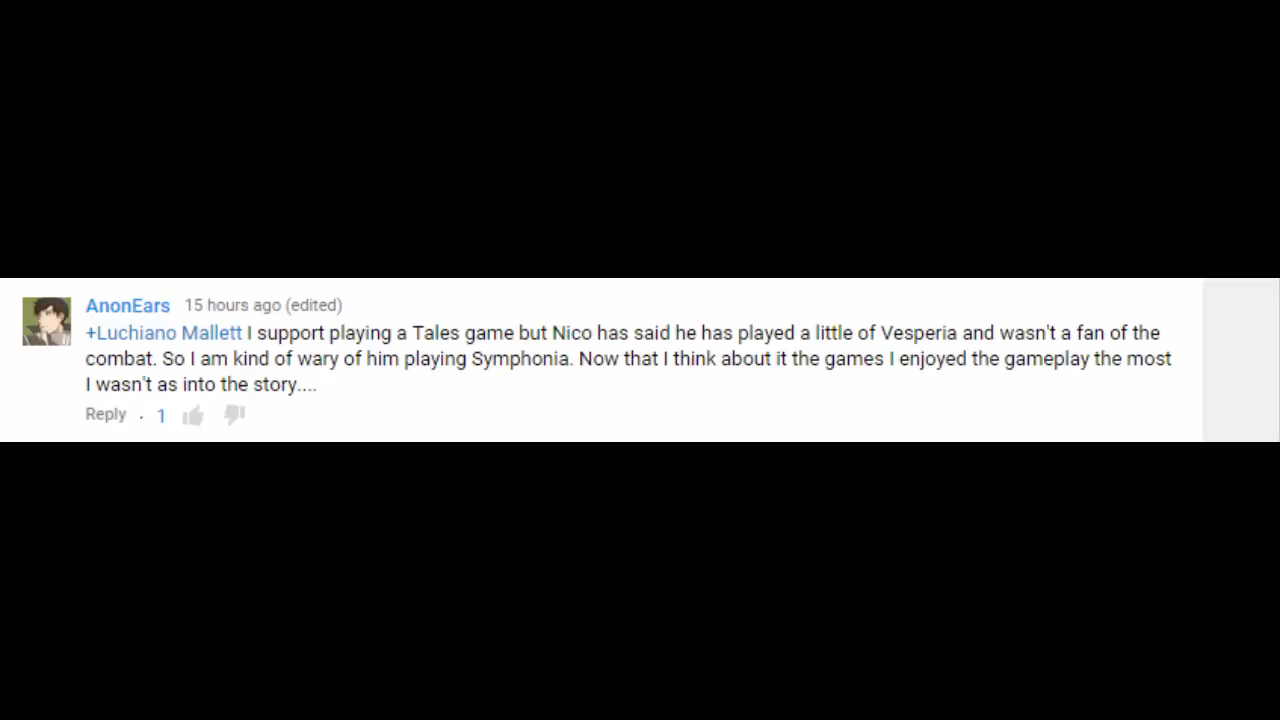 AnonEars 15 hours ago (edited)
+Luchiano Mallett I support playing a Tales game but Nico has said he has played a little of Vesperia and wasn't a fan of the
combat. So I am kind of wary of him playing Symphonia. Now that I think about it the games I enjoyed the gameplay the most
I wasn't as into the story....
Reply . 1